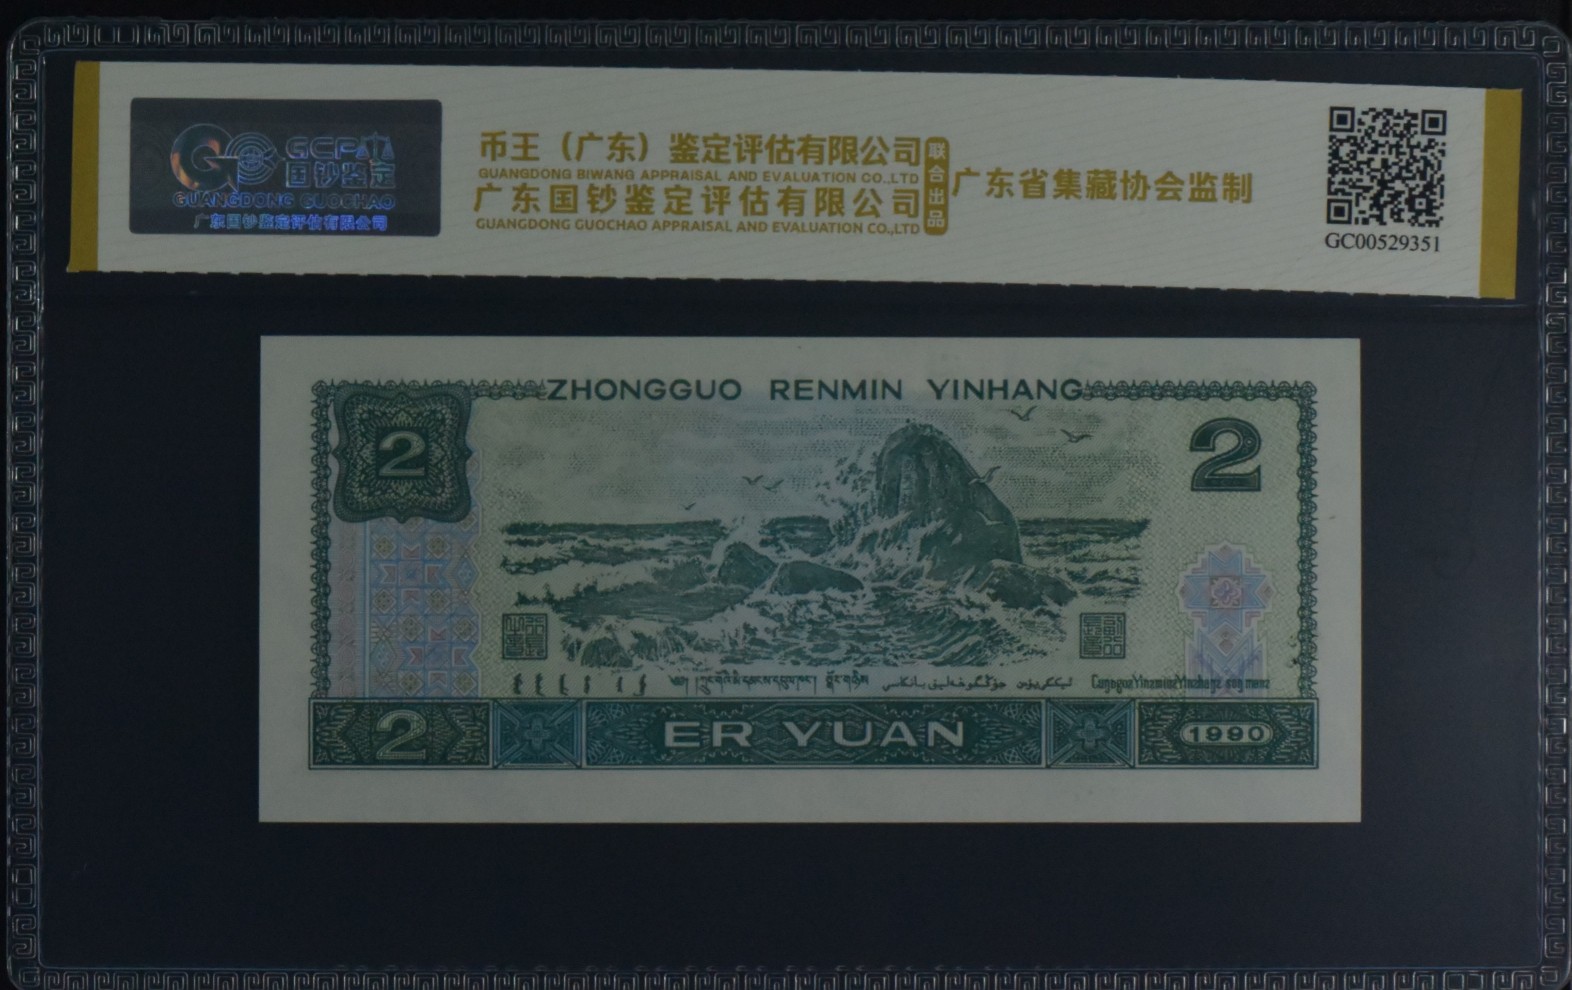 GCP
国钞鉴定
GUANGDONG GUOCHAO
广东国钞鉴定评估有限公司
币王（广东）鉴定评估有限公司
GUANGDONG BIWANG APPRAISAL AND EVALUATION CO.,LTD
广东国钞鉴定评估有限公司
GUANGDONG GUOCHAO APPRAISAL AND EVALUATION CO.,LTD
联合出品
广东省集藏协会监制
GC00529351
ZHONGGUO RENMIN YINHANG
2
2
2
ER YUAN
1990